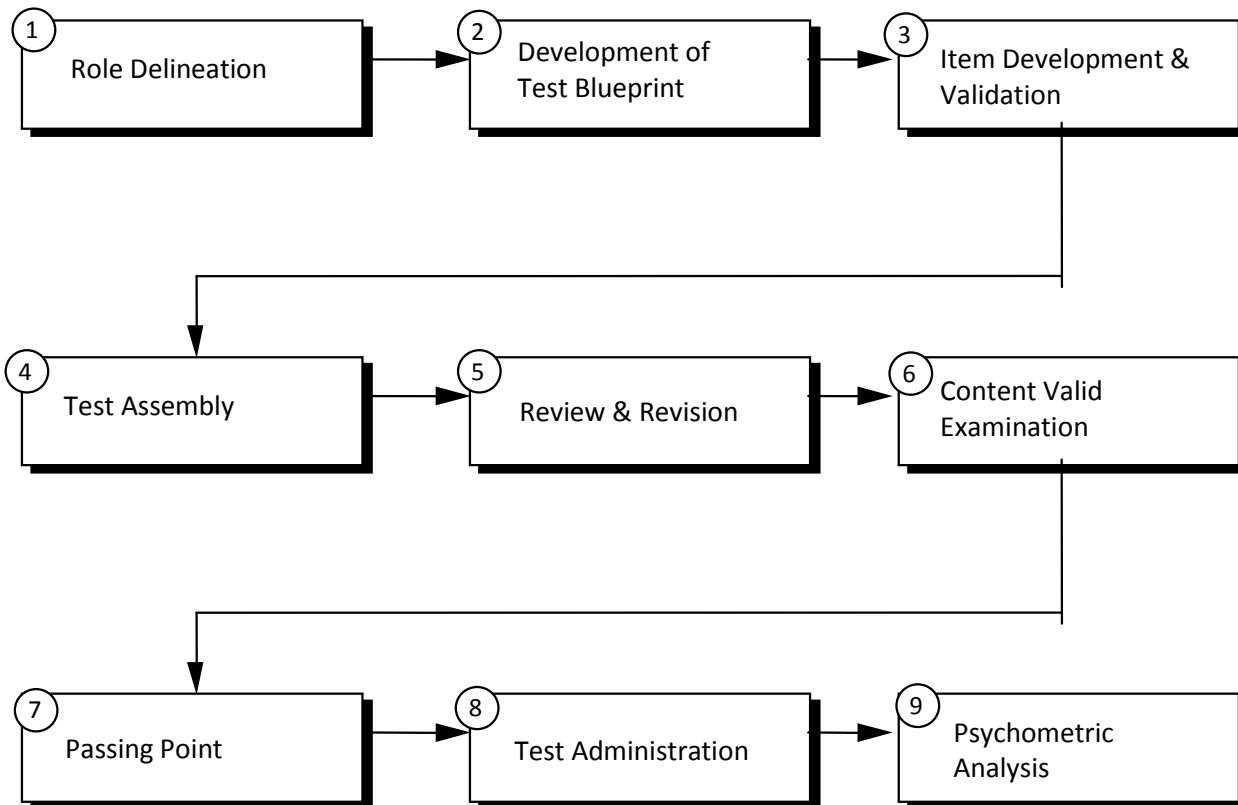 1
Role Delineation
2
Development of
Test Blueprint
3
Item Development &
Validation
4
Test Assembly
5
Review & Revision
6
Content Valid
Examination
7
Passing Point
8
Test Administration
9
Psychometric
Analysis